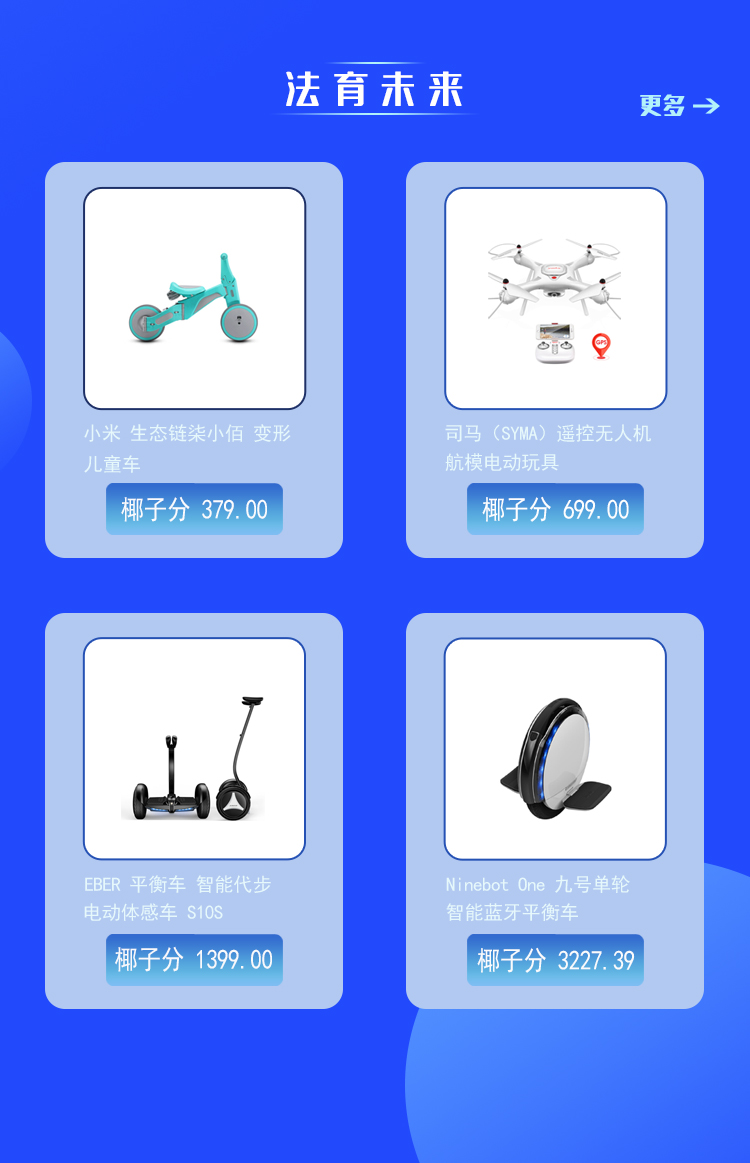 法育未来
更多
GPS
小米 生态链柒小佰 变形
儿童车
椰子分 379.00
司马（SYMA）遥控无人机
航模电动玩具
椰子分 699.00
EBER 平衡车 智能代步
电动体感车 S10S
椰子分 1399.00
Ninebot One 九号单轮
智能蓝牙平衡车
椰子分 3227.39